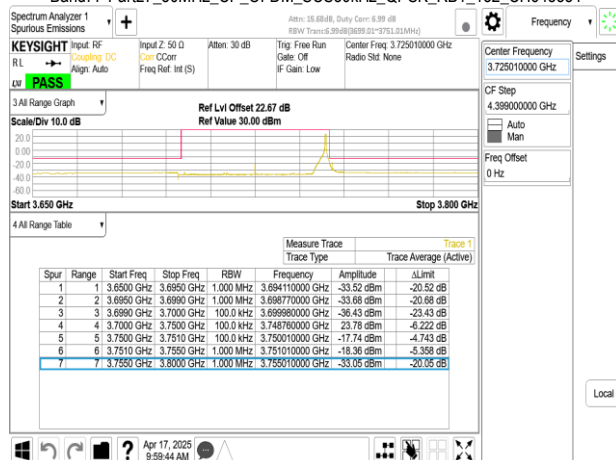 Spectrum Analyzer 1
Spurious Emissions
Attn: 15.68dB, Duty Corr: 6.99 dB
RBW Trans:6.99dB(3699.01~3751.01MHz)
Frequency
Settings
KEYSIGHT
RL
Input: RF
Coupling: DC
Align: Auto
Input Z: 50 Ω
Corr CCorr
Freq Ref: Int (S)
Atten: 30 dB
Trig: Free Run
Gate: Off
IF Gain: Low
Center Freq: 3.725010000 GHz
Radio Std: None
LXI
PASS
Center Frequency
3.725010000 GHz
CF Step
4.399000000 GHz
Auto
Man
Freq Offset
0 Hz
3 All Range Graph
Scale/Div 10.0 dB
Ref Lvl Offset 22.67 dB
Ref Value 30.00 dBm
20.0
0.00
-20.0
-40.0
-60.0
Start 3.650 GHz
Stop 3.800 GHz
4 All Range Table
Measure Trace Trace 1
Trace Type Trace Average (Active)
Spur Range Start Freq Stop Freq RBW Frequency Amplitude ΔLimit
1 1 3.6500 GHz 3.6950 GHz 1.000 MHz 3.694110000 GHz -33.52 dBm -20.52 dB
2 2 3.6950 GHz 3.6990 GHz 1.000 MHz 3.698770000 GHz -33.68 dBm -20.68 dB
3 3 3.6990 GHz 3.7000 GHz 100.0 kHz 3.699980000 GHz -36.43 dBm -23.43 dB
4 4 3.7000 GHz 3.7500 GHz 100.0 kHz 3.748760000 GHz 23.78 dBm -6.222 dB
5 5 3.7500 GHz 3.7510 GHz 100.0 kHz 3.750010000 GHz -17.74 dBm -4.743 dB
6 6 3.7510 GHz 3.7550 GHz 1.000 MHz 3.751010000 GHz -18.36 dBm -5.358 dB
7 7 3.7550 GHz 3.8000 GHz 1.000 MHz 3.755010000 GHz -33.05 dBm -20.05 dB
Local
Apr 17, 2025
9:59:44 AM